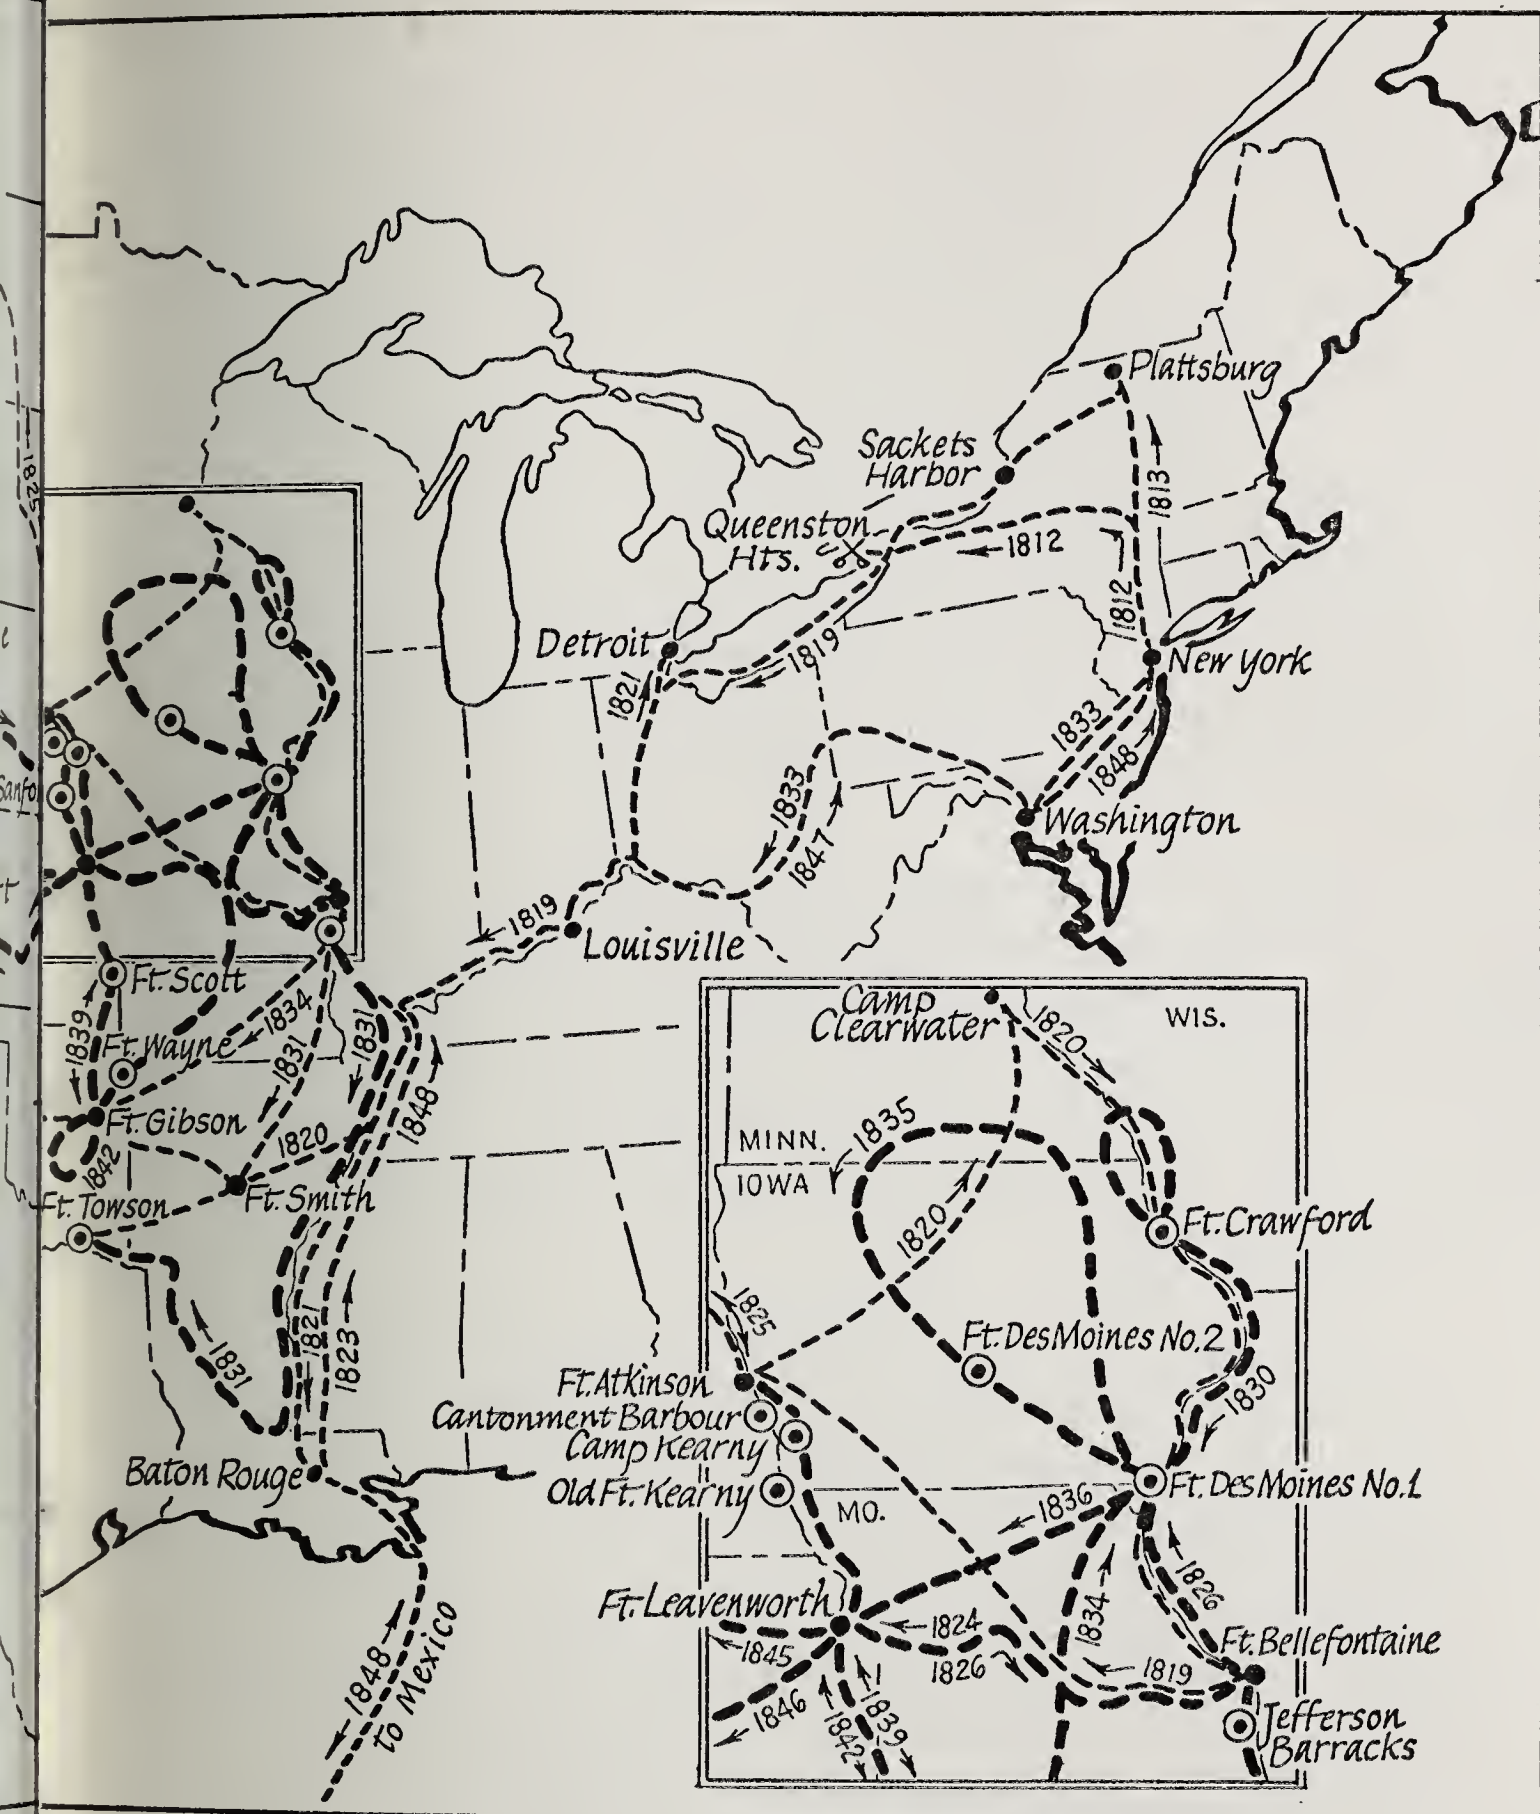 Plattsburg
Sackets
Harbor
1813
Queenston
Hts.
1812
1812
Detroit
1819
New York
1821
1833
1848
1833
1847
Washington
1819
Louisville
1825
Sanfo
Ft. Scott
1834
1839
Ft. Wayne
1831
1831
1848
Ft. Gibson
1820
1842
Ft. Smith
Ft. Towson
1821
1823
1831
Baton Rouge
1848
to Mexico
Camp
Clearwater
1820
WIS.
1835
MINN.
IOWA
1820
Ft. Crawford
1825
Ft. Des Moines No. 2
Ft. Atkinson
1830
Cantonment Barbour
Camp Kearny
Old Ft. Kearny
Ft. Des Moines No. 1
MO.
1836
Ft. Leavenworth
1824
1834
1826
1845
1826
Ft. Bellefontaine
1819
1846
1842
1839
Jefferson
Barracks